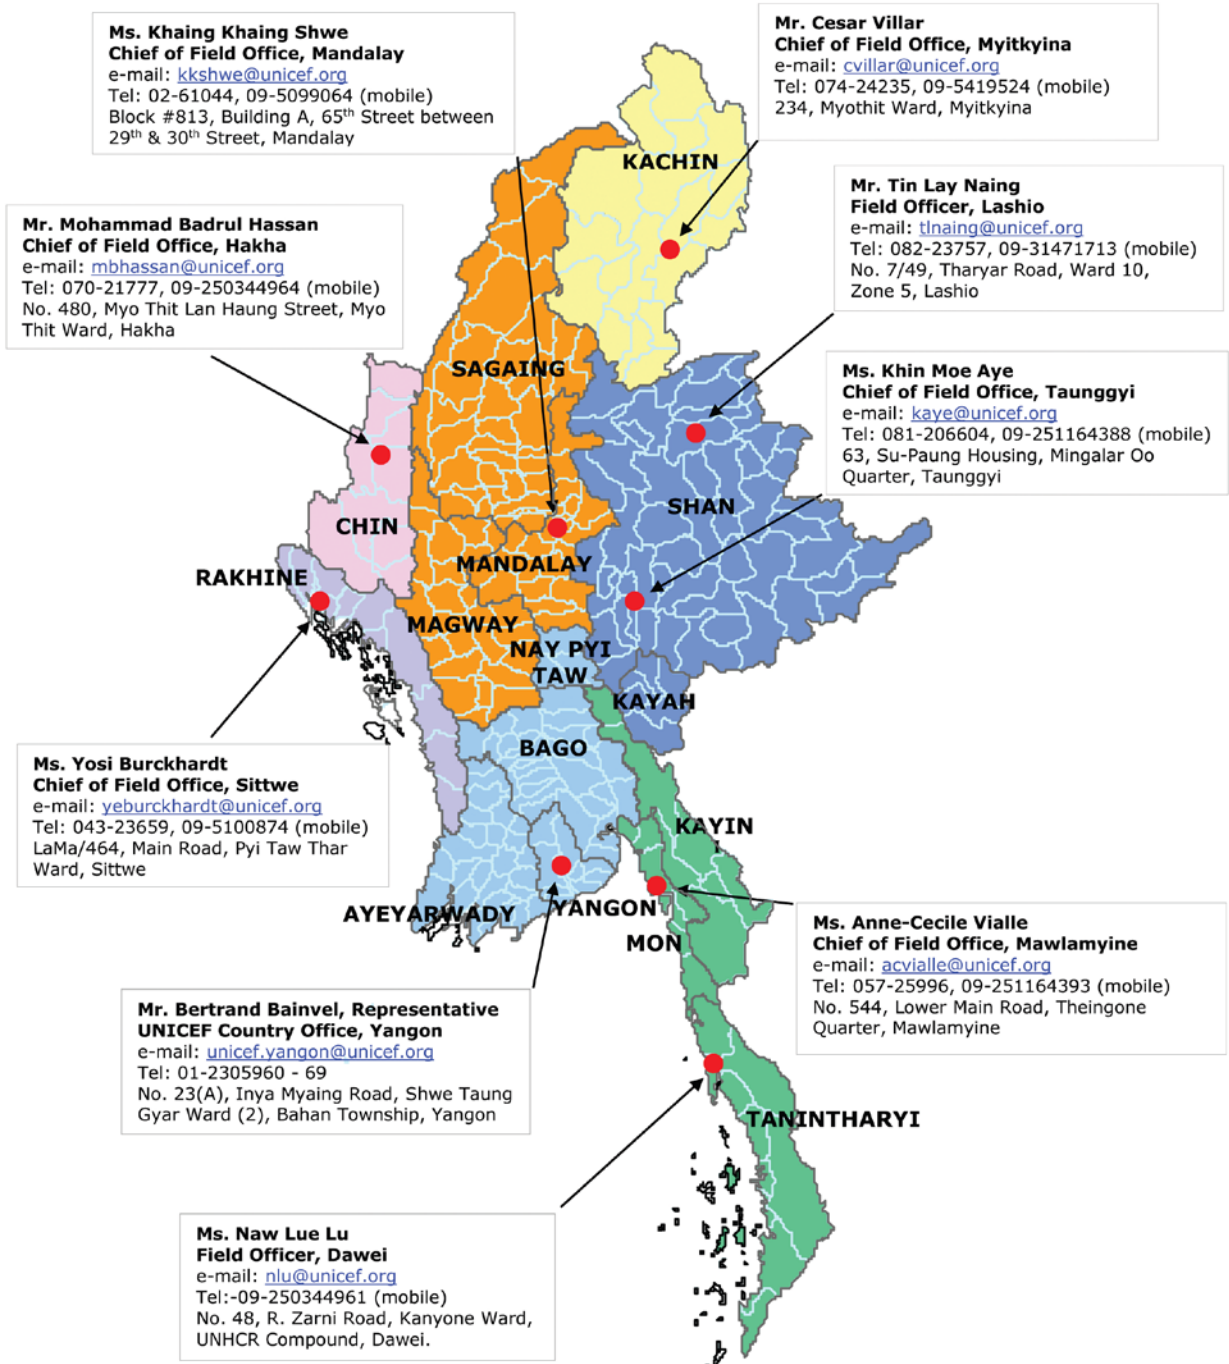 Ms. Khaing Khaing Shwe
Chief of Field Office, Mandalay
e-mail: kkshwe@unicef.org
Tel: 02-61044, 09-5099064 (mobile)
Block #813, Building A, 65th Street between
29th & 30th Street, Mandalay
Mr. Cesar Villar
Chief of Field Office, Myitkyina
e-mail: cvillar@unicef.org
Tel: 074-24235, 09-5419524 (mobile)
234, Myothit Ward, Myitkyina
KACHIN
Mr. Tin Lay Naing
Field Officer, Lashio
e-mail: tlnaing@unicef.org
Tel: 082-23757, 09-31471713 (mobile)
No. 7/49, Tharyar Road, Ward 10,
Zone 5, Lashio
Mr. Mohammad Badrul Hassan
Chief of Field Office, Hakha
e-mail: mbhassan@unicef.org
Tel: 070-21777, 09-250344964 (mobile)
No. 480, Myo Thit Lan Haung Street, Myo
Thit Ward, Hakha
SAGAING
Ms. Khin Moe Aye
Chief of Field Office, Taunggyi
e-mail: kaye@unicef.org
Tel: 081-206604, 09-251164388 (mobile)
63, Su-Paung Housing, Mingalar Oo
Quarter, Taunggyi
SHAN
CHIN
MANDALAY
RAKHINE
MAGWAY
NAY PYI
TAW
KAYAH
BAGO
Ms. Yosi Burckhardt
Chief of Field Office, Sittwe
e-mail: yeburckhardt@unicef.org
Tel: 043-23659, 09-5100874 (mobile)
LaMa/464, Main Road, Pyi Taw Thar
Ward, Sittwe
KAYIN
AYEYARWADY
YANGON
MON
Ms. Anne-Cecile Vialle
Chief of Field Office, Mawlamyine
e-mail: acvialle@unicef.org
Tel: 057-25996, 09-251164393 (mobile)
No. 544, Lower Main Road, Theingone
Quarter, Mawlamyine
Mr. Bertrand Bainvel, Representative
UNICEF Country Office, Yangon
e-mail: unicef.yangon@unicef.org
Tel: 01-2305960 - 69
No. 23(A), Inya Myaing Road, Shwe Taung
Gyar Ward (2), Bahan Township, Yangon
TANINTHARYI
Ms. Naw Lue Lu
Field Officer, Dawei
e-mail: nlu@unicef.org
Tel:-09-250344961 (mobile)
No. 48, R. Zarni Road, Kanyone Ward,
UNHCR Compound, Dawei.